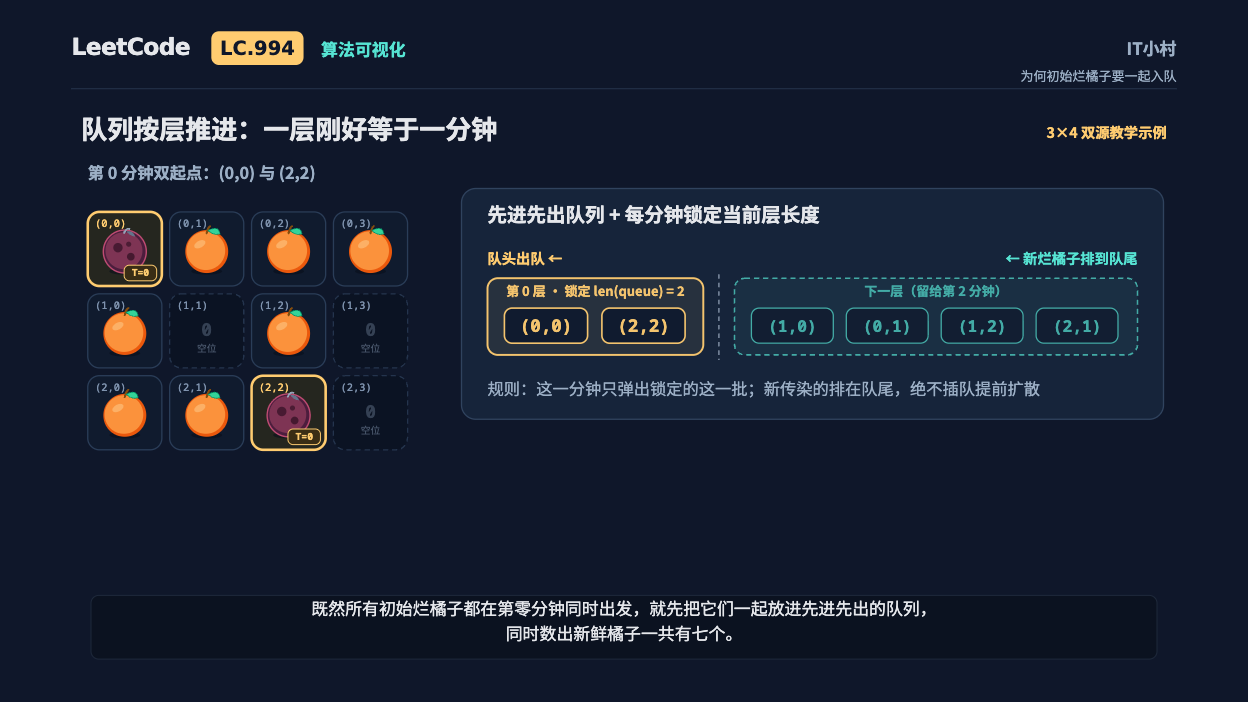 LeetCode LC.994 算法可视化
IT小村
为何初始烂橘子要一起入队
队列按层推进：一层刚好等于一分钟
3×4 双源教学示例
第 0 分钟双起点：(0,0) 与 (2,2)
(0,0) (0,1) (0,2) (0,3)
T=0
(1,0) (1,1) (1,2) (1,3)
0 0
空位 空位
(2,0) (2,1) (2,2) (2,3)
0
T=0 空位
先进先出队列 + 每分钟锁定当前层长度
队头出队 ← ← 新烂橘子排到队尾
第 0 层 · 锁定 len(queue) = 2
(0,0) (2,2)
下一层（留给第 2 分钟）
(1,0) (0,1) (1,2) (2,1)
规则：这一分钟只弹出锁定的这一批；新传染的排在队尾，绝不插队提前扩散
既然所有初始烂橘子都在第零分钟同时出发，就先把它们一起放进先进先出的队列，
同时数出新鲜橘子一共有七个。